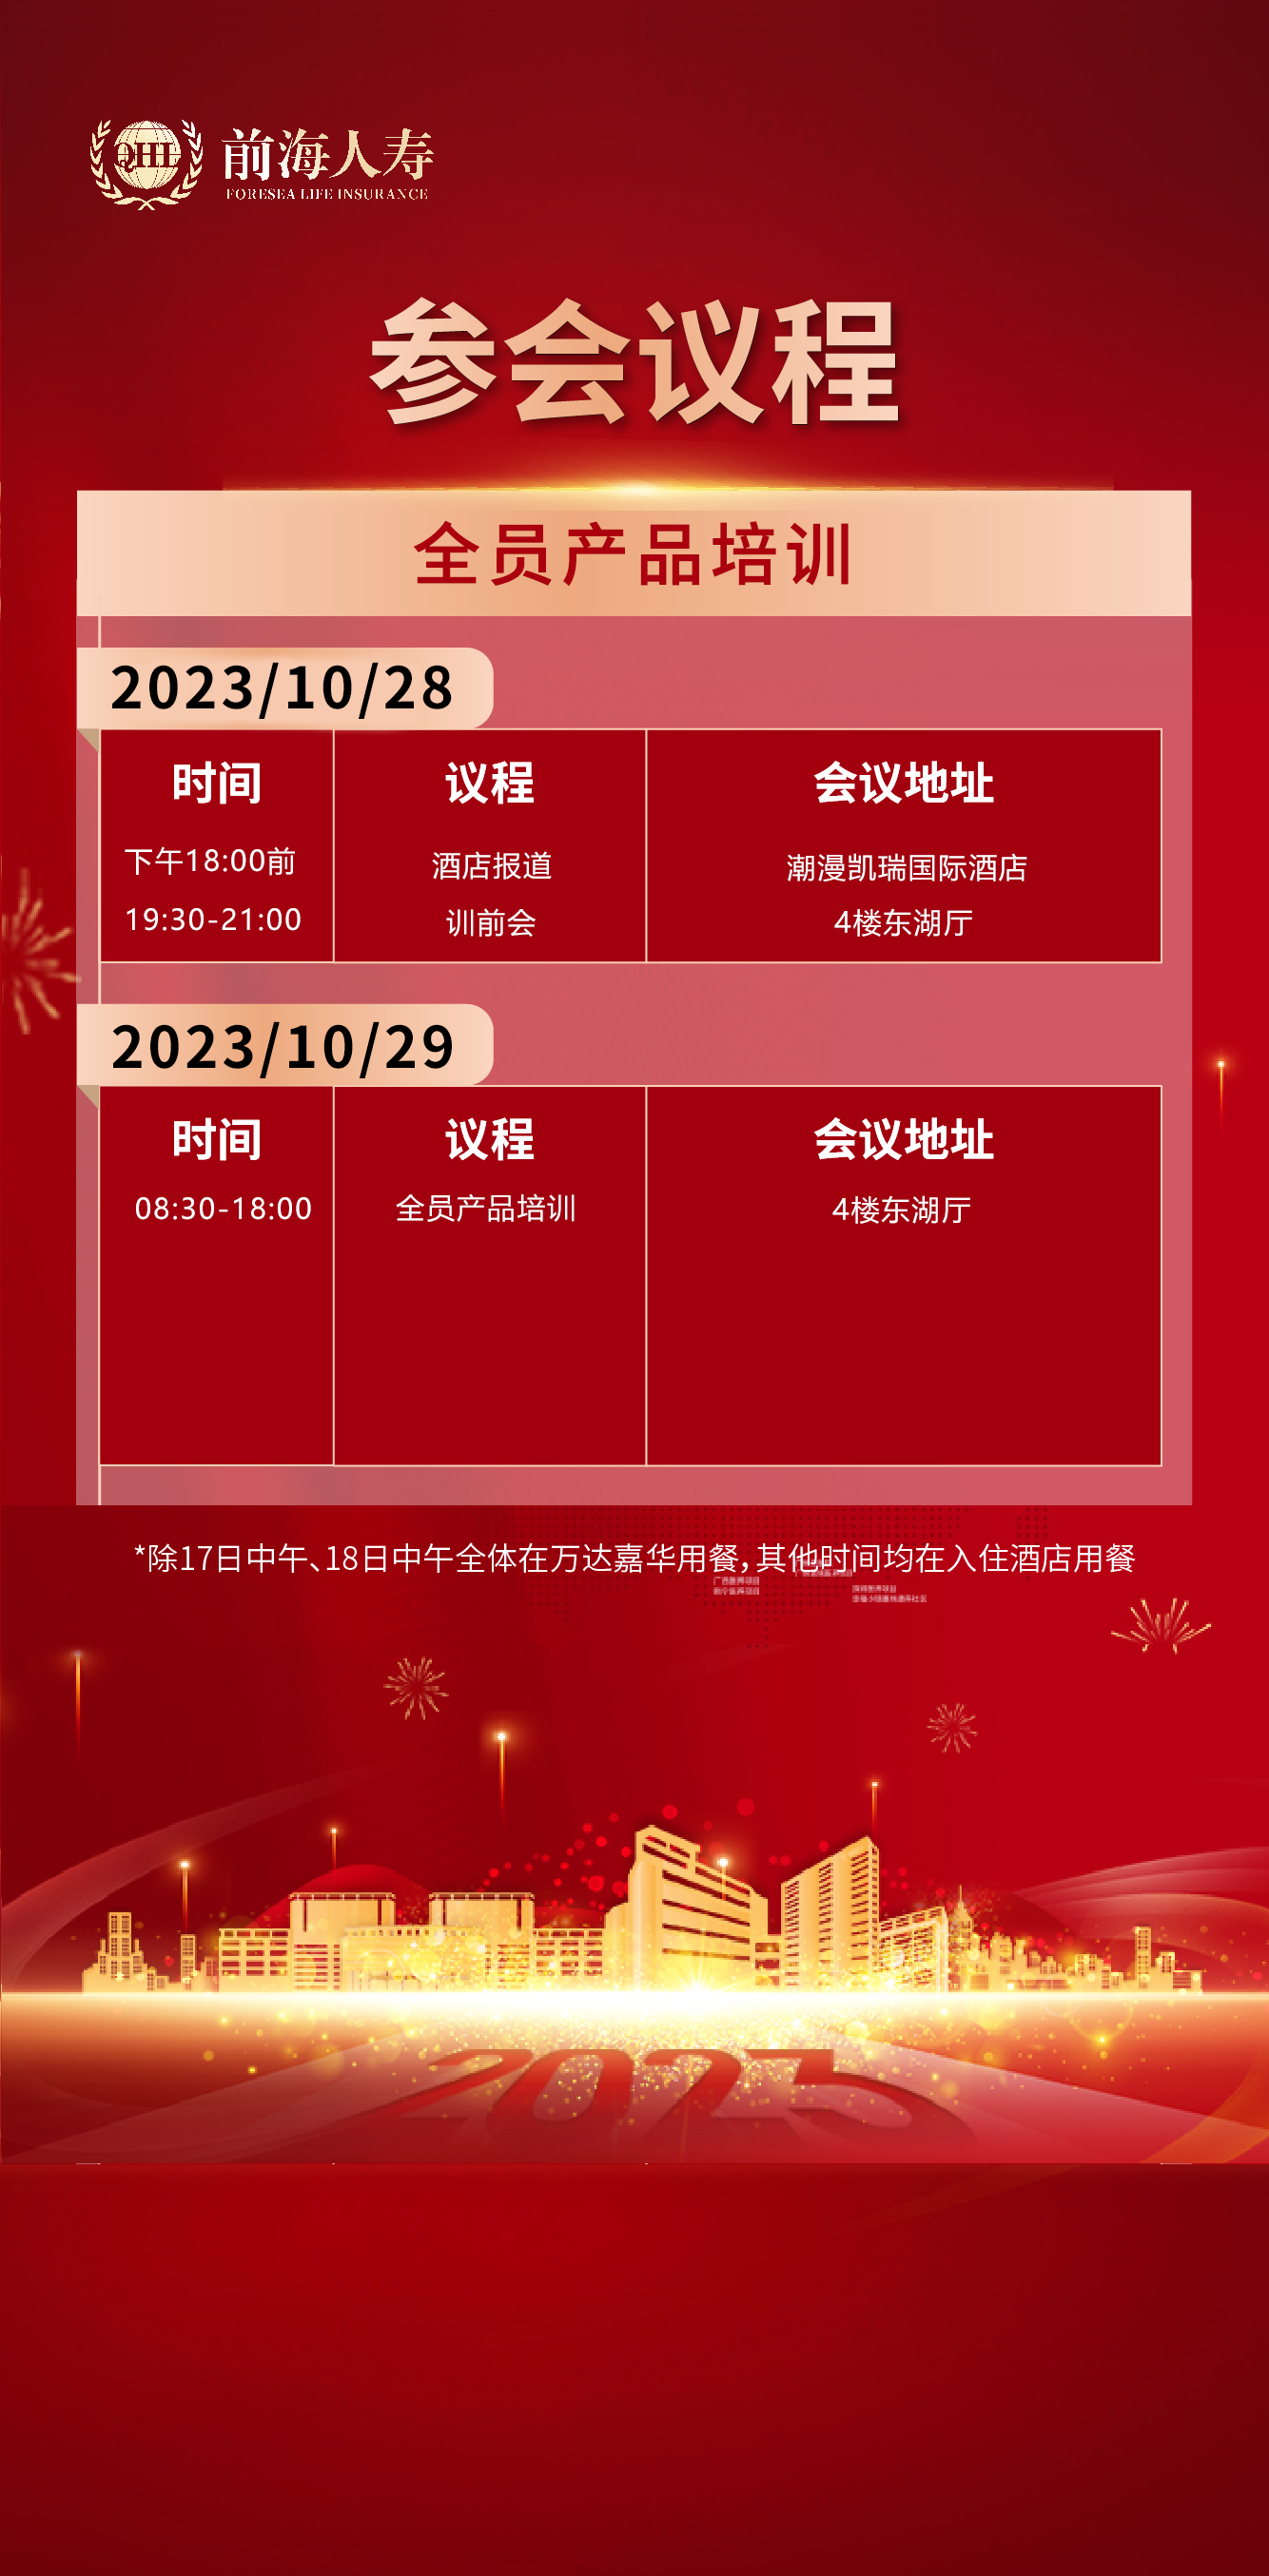 QHL
前海人寿
FORESEA LIFE INSURANCE
参会议程
全员产品培训
2023/10/28
时间 议程 会议地址
下午18:00前 酒店报道 潮漫凯瑞国际酒店
19:30-21:00 训前会 4楼东湖厅
2023/10/29
时间 议程 会议地址
08:30-18:00 全员产品培训 4楼东湖厅
*除17日中午、18日中午全体在万达嘉华用餐，其他时间均在入住酒店用餐
2023